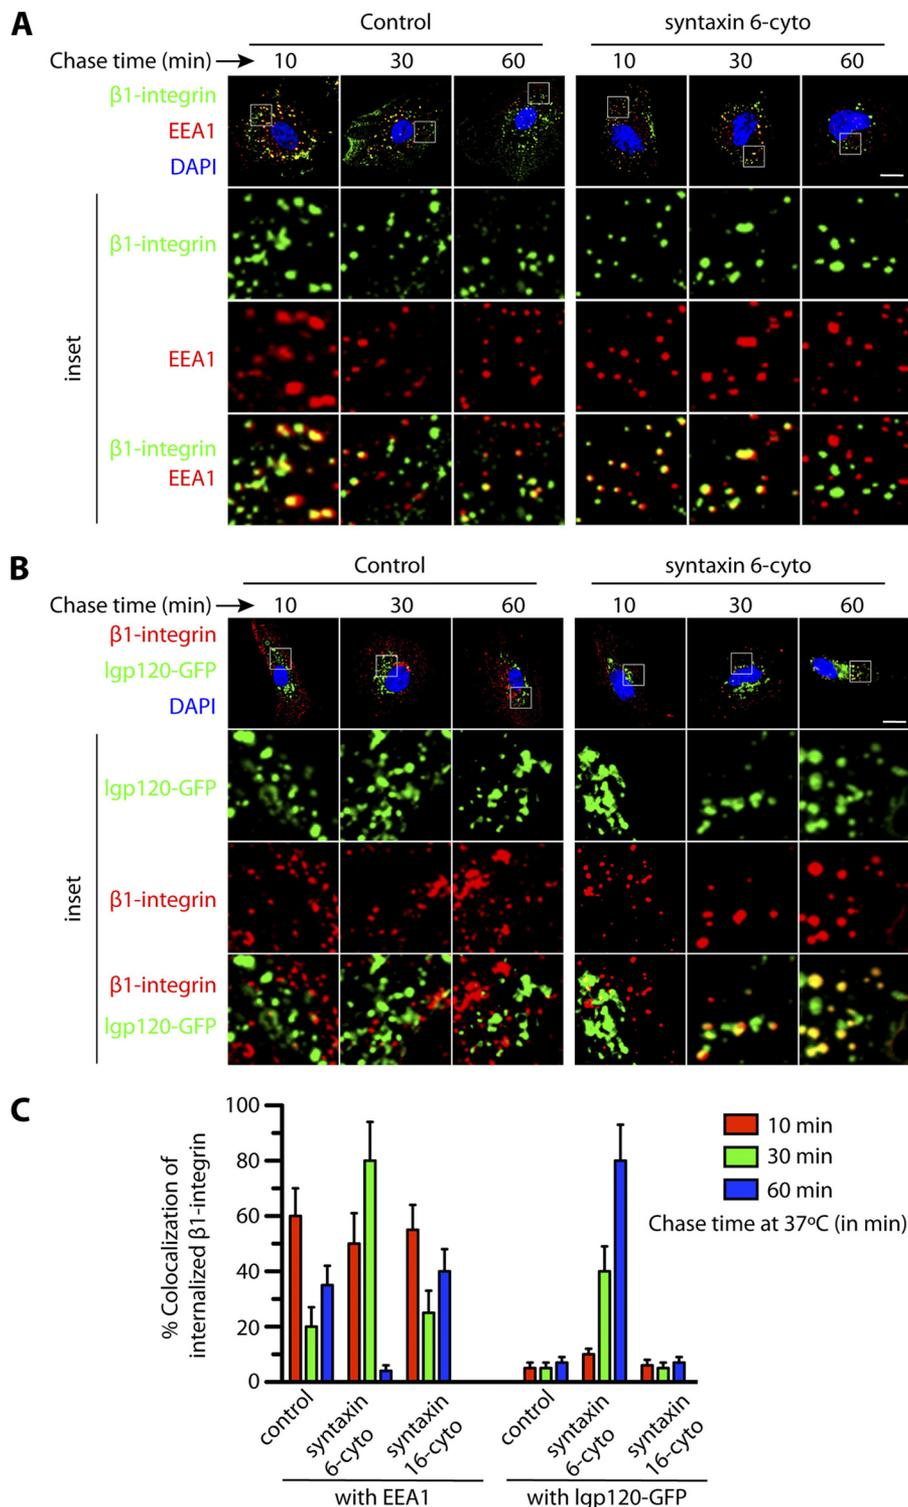 A
Control syntaxin 6-cyto
Chase time (min) 10 30 60 10 30 60
β1-integrin
EEA1
DAPI
β1-integrin
inset
EEA1
β1-integrin
EEA1
B
Control syntaxin 6-cyto
Chase time (min) 10 30 60 10 30 60
β1-integrin
lgp120-GFP
DAPI
lgp120-GFP
inset
β1-integrin
β1-integrin
lgp120-GFP
C
% Colocalization of
internalized β1-integrin
100
80
60
40
20
0
10 min
30 min
60 min
Chase time at 37ºC (in min)
control
syntaxin
6-cyto
syntaxin
16-cyto
control
syntaxin
6-cyto
syntaxin
16-cyto
with EEA1 with lgp120-GFP